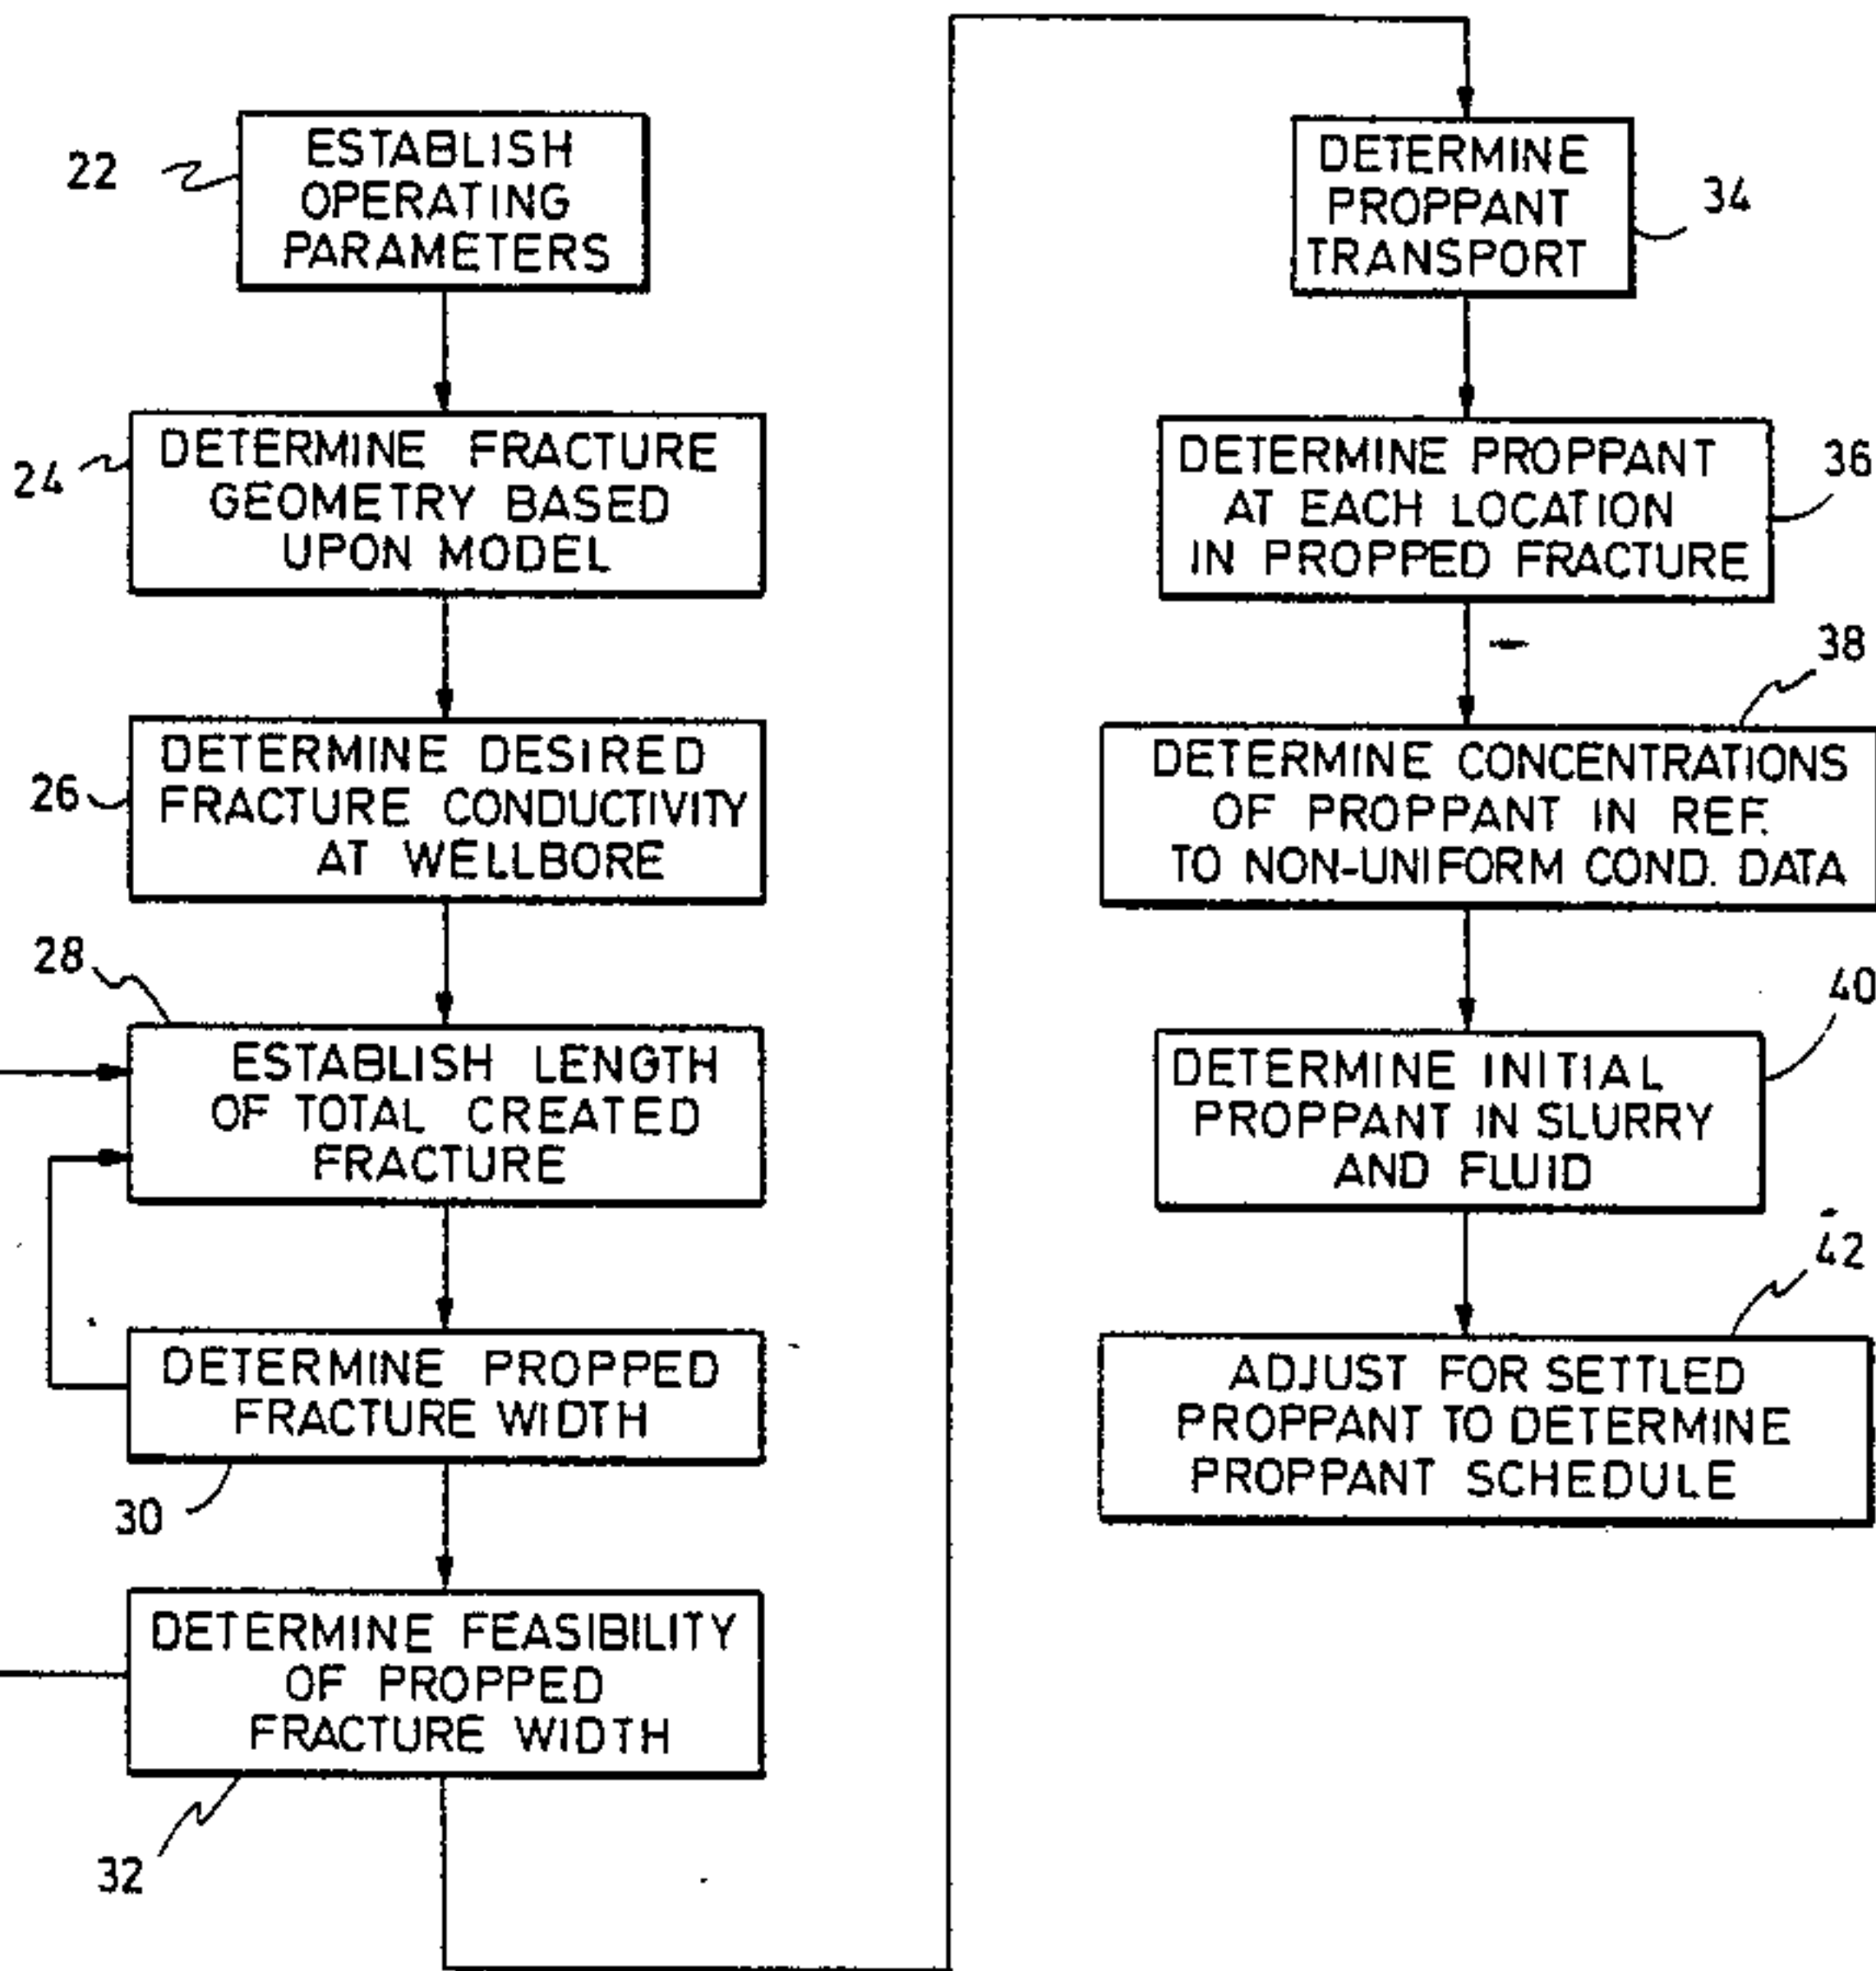 22
ESTABLISH
OPERATING
PARAMETERS
24
DETERMINE FRACTURE
GEOMETRY BASED
UPON MODEL
26
DETERMINE DESIRED
FRACTURE CONDUCTIVITY
AT WELLBORE
28
ESTABLISH LENGTH
OF TOTAL CREATED
FRACTURE
DETERMINE PROPPED
FRACTURE WIDTH
30
DETERMINE FEASIBILITY
OF PROPPED
FRACTURE WIDTH
32
DETERMINE
PROPPANT
TRANSPORT
34
DETERMINE PROPPANT
AT EACH LOCATION
IN PROPPED FRACTURE
36
38
DETERMINE CONCENTRATIONS
OF PROPPANT IN REF.
TO NON-UNIFORM COND. DATA
40
DETERMINE INITIAL
PROPPANT IN SLURRY
AND FLUID
42
ADJUST FOR SETTLED
PROPPANT TO DETERMINE
PROPPANT SCHEDULE